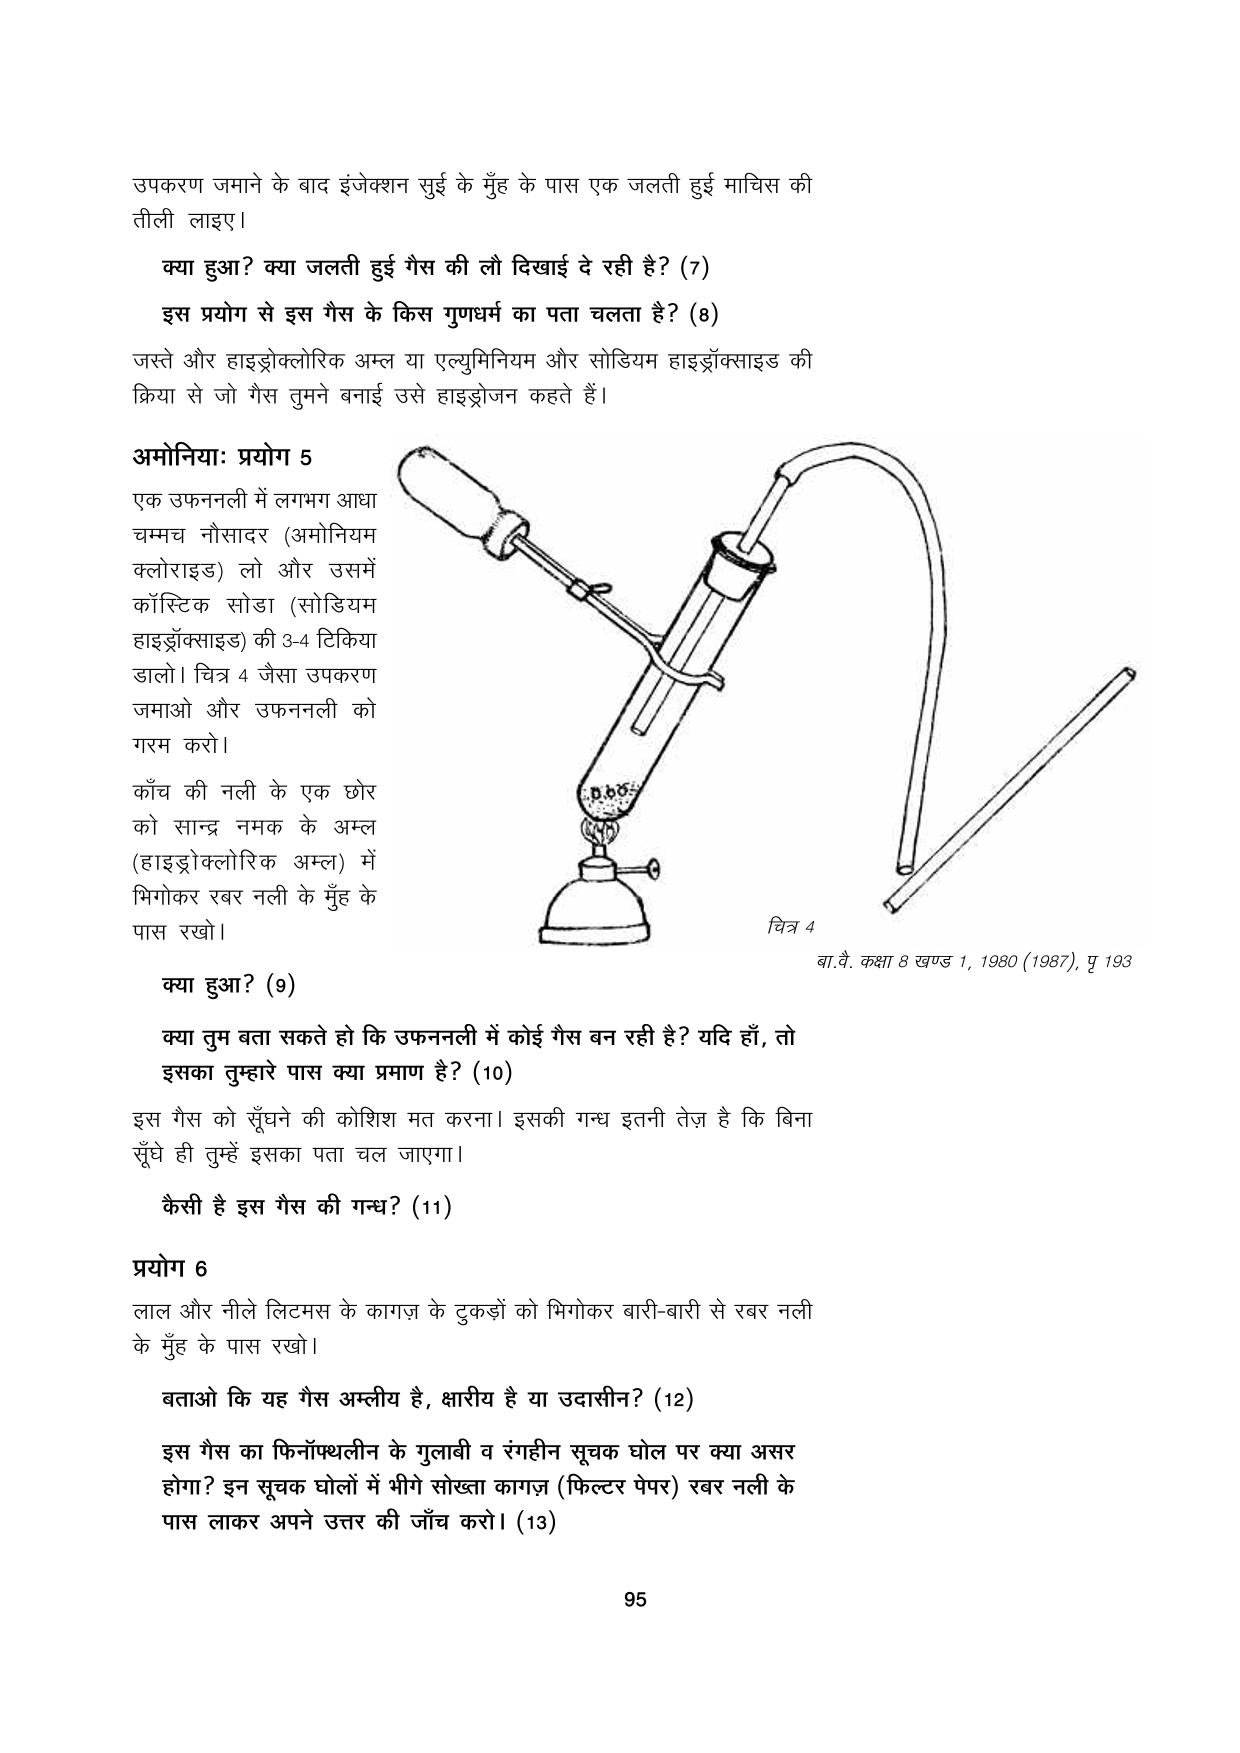 उपकरण जमाने के बाद इंजेक्शन सुई के मुँह के पास एक जलती हुई माचिस की
तीली लाइए।
क्या हुआ? क्या जलती हुई गैस की लौ दिखाई दे रही है? (7)
इस प्रयोग से इस गैस के किस गुणधर्म का पता चलता है? (8)
जस्ते और हाइड्रोक्लोरिक अम्ल या एल्युमिनियम और सोडियम हाइड्रॉक्साइड की
क्रिया से जो गैस तुमने बनाई उसे हाइड्रोजन कहते हैं।
अमोनियाः प्रयोग 5
एक उफननली में लगभग आधा
चम्मच नौसादर (अमोनियम
क्लोराइड) लो और उसमें
कॉस्टिक सोडा (सोडियम
हाइड्रॉक्साइड) की 3-4 टिकिया
डालो। चित्र 4 जैसा उपकरण
जमाओ और उफननली को
गरम करो।
काँच की नली के एक छोर
को सान्द्र नमक के अम्ल
(हाइड्रोक्लोरिक अम्ल) में
भिगोकर रबर नली के मुँह के
पास रखो।
चित्र 4
बा.वै. कक्षा 8 खण्ड 1, 1980 (1987), पृ 193
क्या हुआ? (9)
क्या तुम बता सकते हो कि उफननली में कोई गैस बन रही है? यदि हाँ, तो
इसका तुम्हारे पास क्या प्रमाण है? (10)
इस गैस को सूँघने की कोशिश मत करना। इसकी गन्ध इतनी तेज़ है कि बिना
सूँघे ही तुम्हें इसका पता चल जाएगा।
कैसी है इस गैस की गन्ध? (11)
प्रयोग 6
लाल और नीले लिटमस के कागज़ के टुकड़ों को भिगोकर बारी-बारी से रबर नली
के मुँह के पास रखो।
बताओ कि यह गैस अम्लीय है, क्षारीय है या उदासीन? (12)
इस गैस का फिनॉफ्थलीन के गुलाबी व रंगहीन सूचक घोल पर क्या असर
होगा? इन सूचक घोलों में भीगे सोख्ता कागज़ (फिल्टर पेपर) रबर नली के
पास लाकर अपने उत्तर की जाँच करो। (13)
95